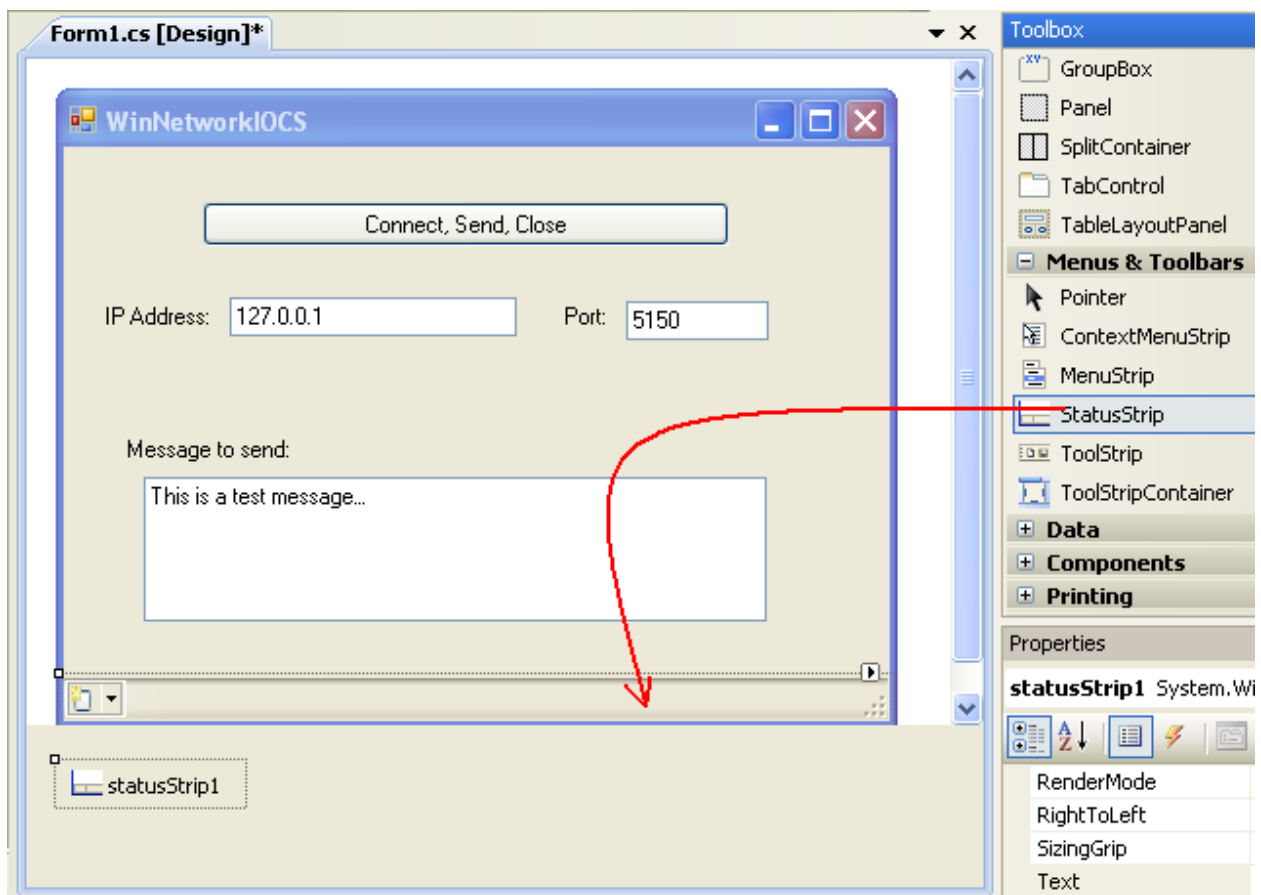 Form1.cs [Design]*
WinNetworkIOCS
Connect, Send, Close
IP Address: 127.0.0.1 Port: 5150
Message to send:
This is a test message...
statusStrip1
Toolbox
GroupBox
Panel
SplitContainer
TabControl
TableLayoutPanel
Menus & Toolbars
Pointer
ContextMenuStrip
MenuStrip
StatusStrip
ToolStrip
ToolStripContainer
Data
Components
Printing
Properties
statusStrip1 System.Wi
RenderMode
RightToLeft
SizingGrip
Text